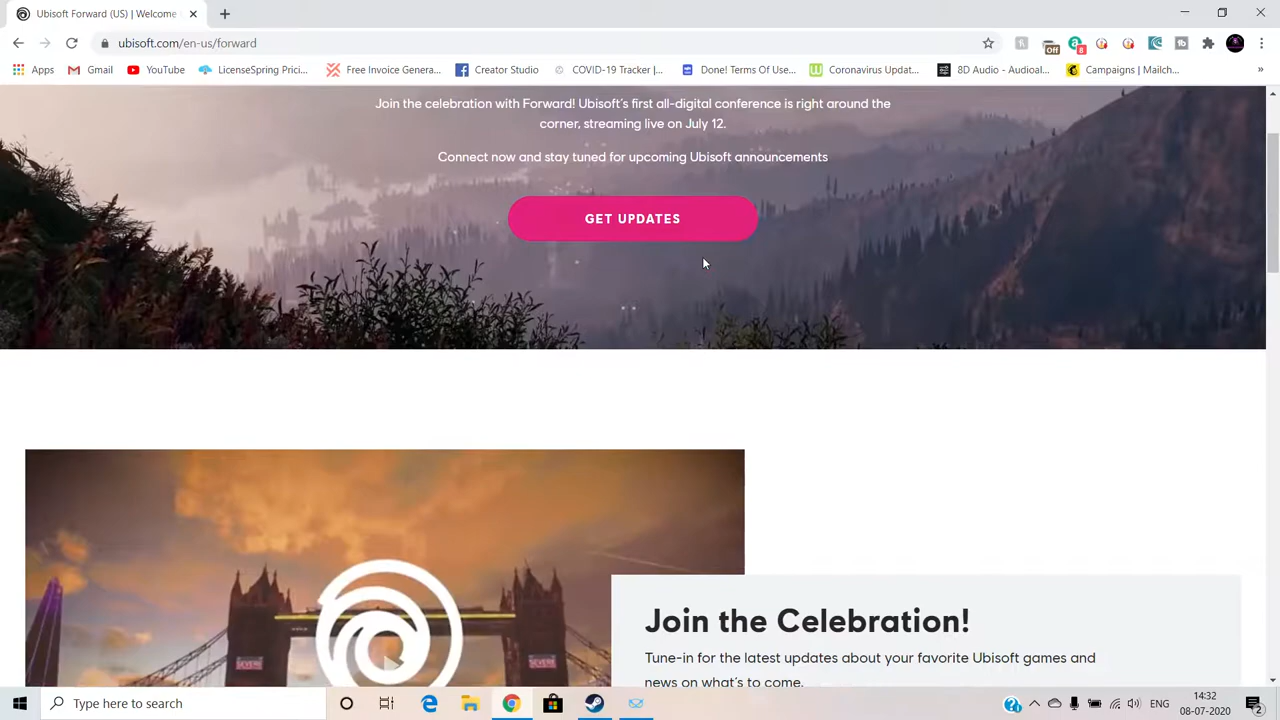 Ubisoft Forward (US) | Welcome
ubisoft.com/en-us/forward
Off
8
Apps
Gmail
YouTube
LicenseSpring Prici...
Free Invoice Genera...
Creator Studio
COVID-19 Tracker |...
Done! Terms Of Use...
Coronavirus Updat...
8D Audio - Audioal...
Campaigns | Mailch...
»
Join the celebration with Forward! Ubisoft's first all-digital conference is right around the
corner, streaming live on July 12.
Connect now and stay tuned for upcoming Ubisoft announcements
GET UPDATES
Join the Celebration!
Tune-in for the latest updates about your favorite Ubisoft games and
news on what's to come.
Type here to search
ENG
14:32
08-07-2020
2